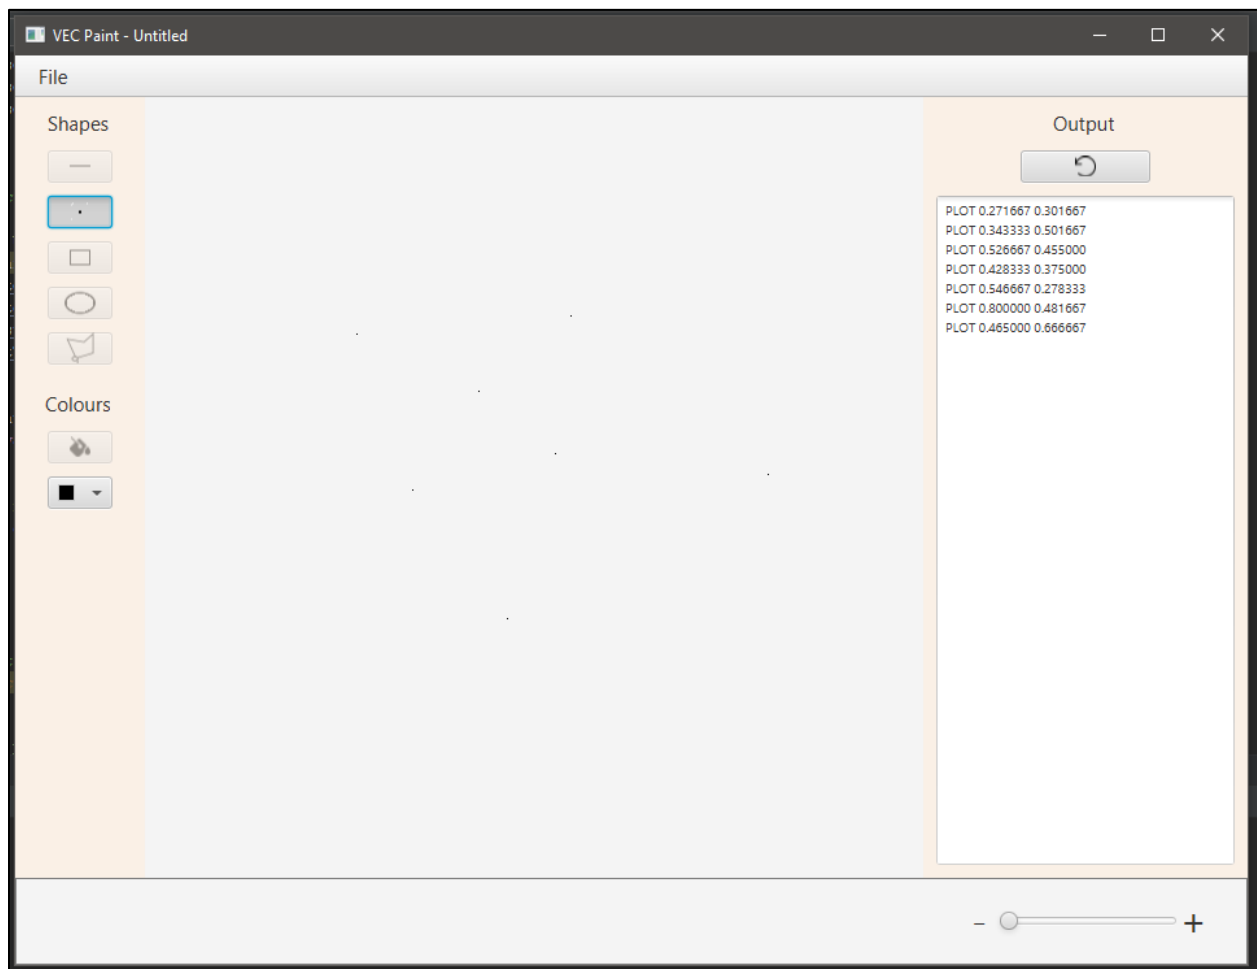 VEC Paint - Untitled
File
Shapes
Colours
Output
PLOT 0.271667 0.301667
PLOT 0.343333 0.501667
PLOT 0.526667 0.455000
PLOT 0.428333 0.375000
PLOT 0.546667 0.278333
PLOT 0.800000 0.481667
PLOT 0.465000 0.666667
- +